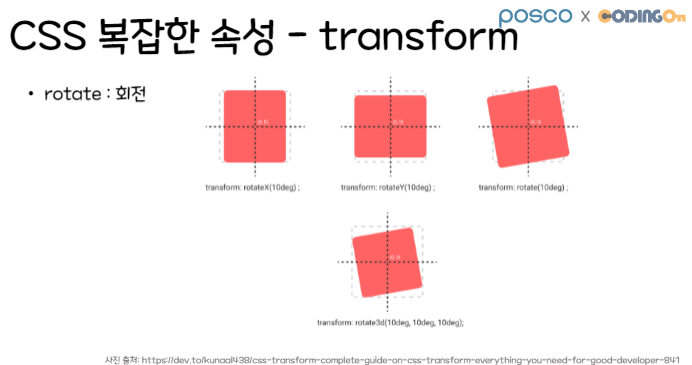 posco x CODINGOn
CSS 복잡한 속성 - transform
• rotate : 회전
(0, 0)
(0, 0)
(0, 0)
transform: rotateX(10deg) ;
transform: rotateY(10deg) ;
transform: rotate(10deg) ;
(0, 0)
transform: rotate3d(10deg, 10deg, 10deg);
사진 출처: https://dev.to/kunaal438/css-transform-complete-guide-on-css-transform-everything-you-need-for-good-developer-841